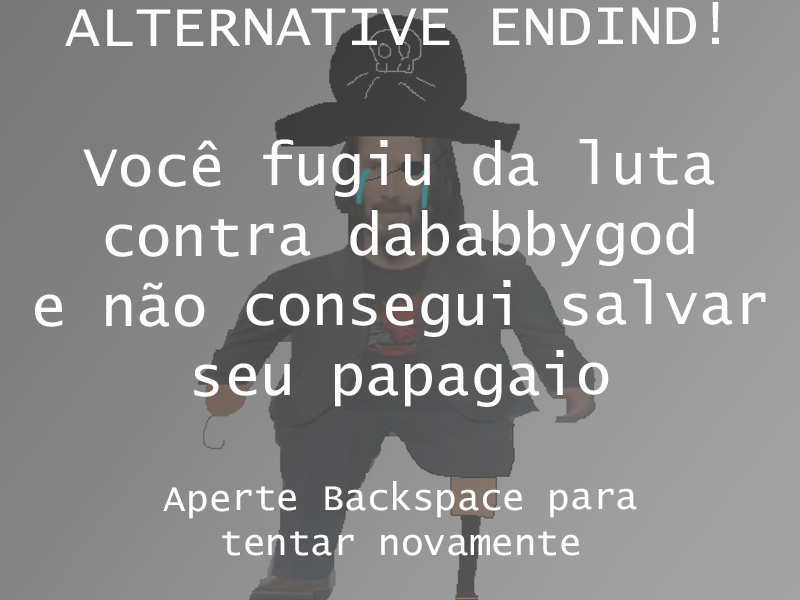 ALTERNATIVE ENDIND!
Você fugiu da luta
contra dababbygod
e não consegui salvar
seu papagaio
Aperte Backspace para
tentar novamente